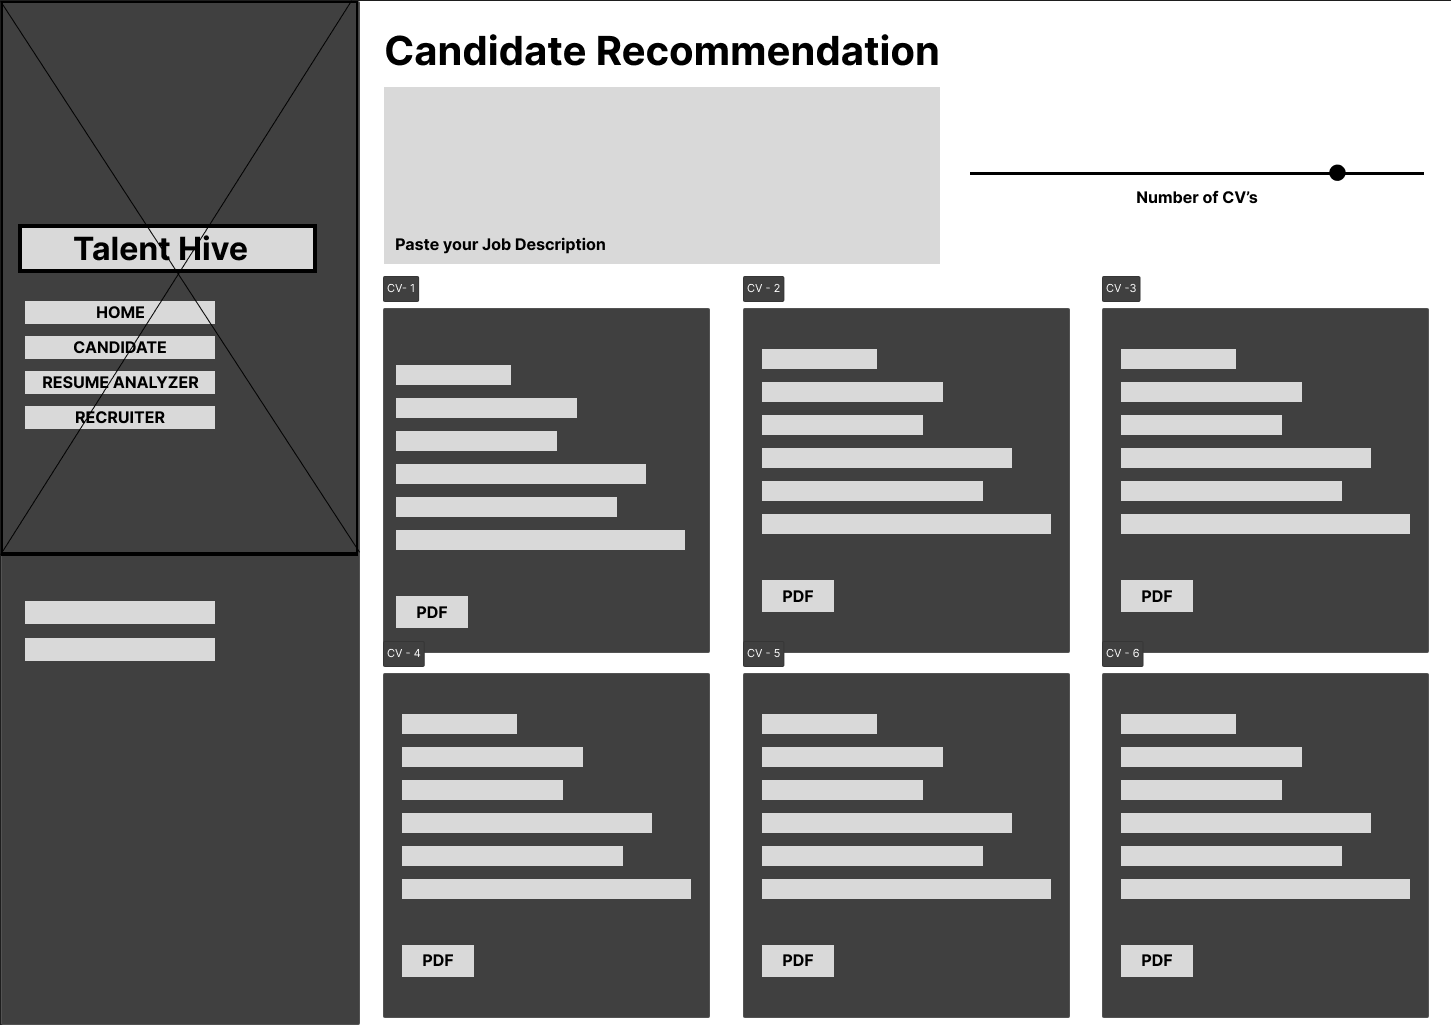 Talent Hive
HOME
CANDIDATE
RESUME ANALYZER
RECRUITER
Candidate Recommendation
Paste your Job Description
Number of CV’s
CV- 1
CV - 2
CV -3
PDF
PDF
PDF
CV - 4
CV - 5
CV - 6
PDF
PDF
PDF